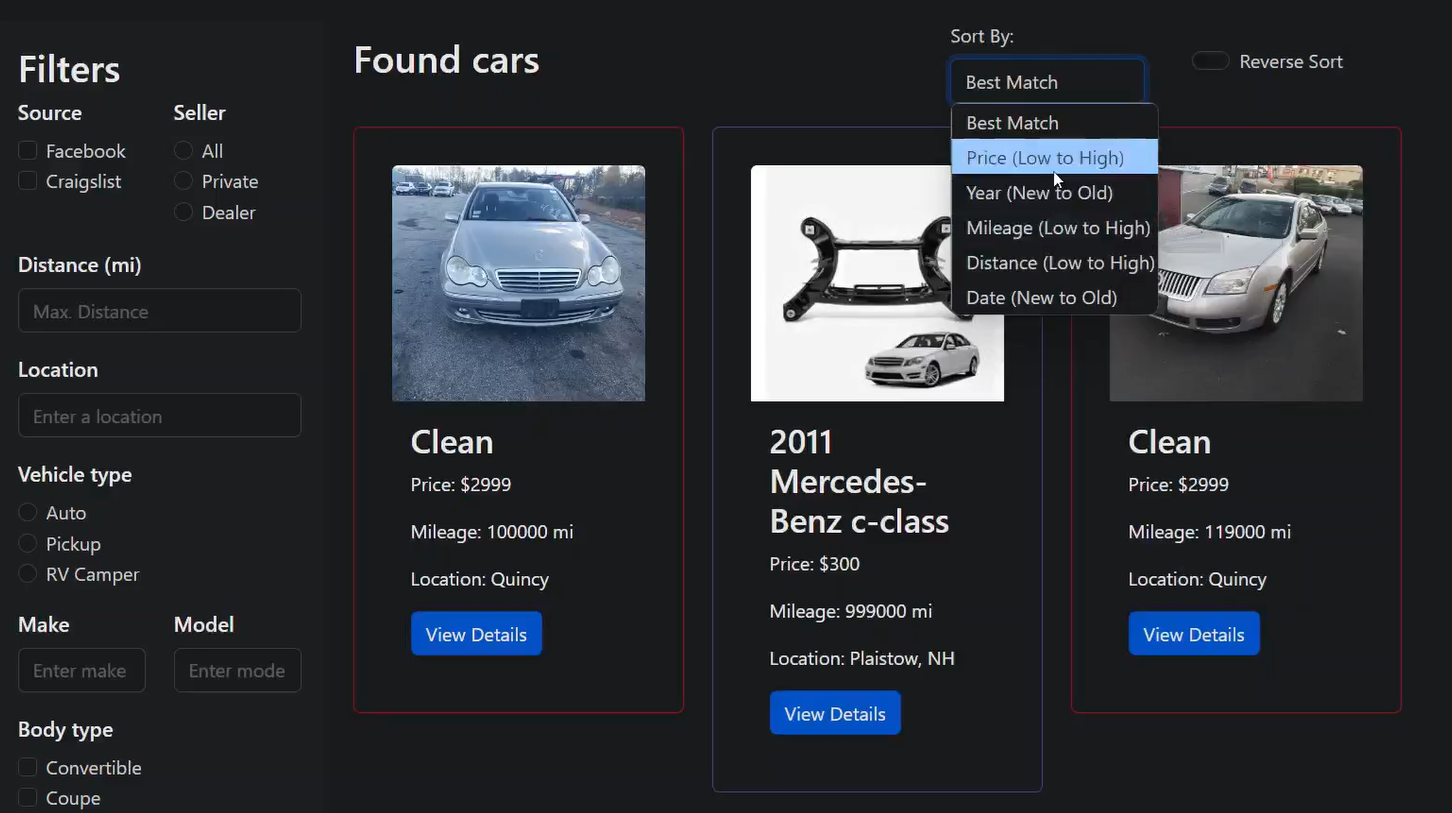 Filters
Source
Facebook
Craigslist
Seller
All
Private
Dealer
Distance (mi)
Max. Distance
Location
Enter a location
Vehicle type
Auto
Pickup
RV Camper
Make
Enter make
Model
Enter mode
Body type
Convertible
Coupe
Found cars
Sort By:
Best Match
Best Match
Price (Low to High)
Year (New to Old)
Mileage (Low to High)
Distance (Low to High)
Date (New to Old)
Reverse Sort
Clean
Price: $2999
Mileage: 100000 mi
Location: Quincy
View Details
2011
Mercedes-
Benz c-class
Price: $300
Mileage: 999000 mi
Location: Plaistow, NH
View Details
Clean
Price: $2999
Mileage: 119000 mi
Location: Quincy
View Details